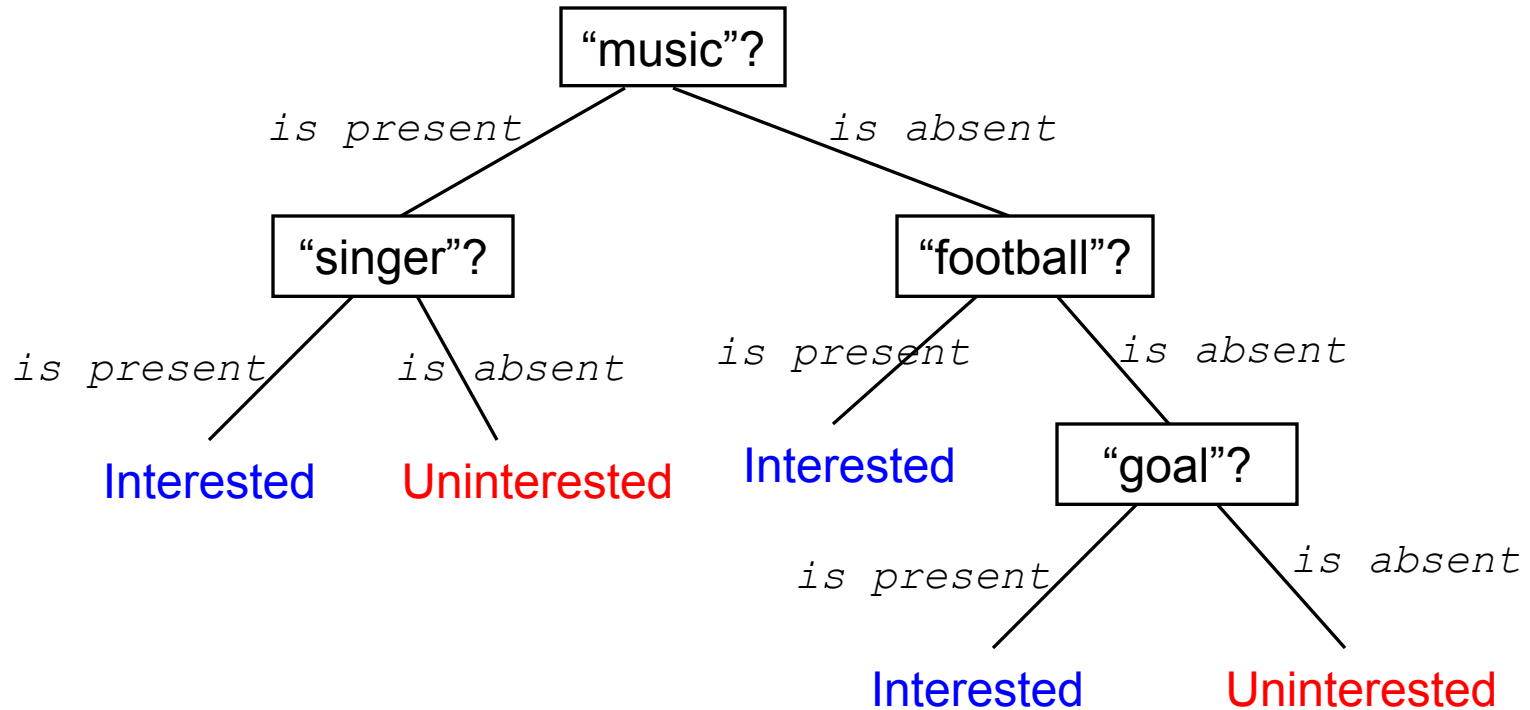 “music”?
is present
is absent
“singer”?
“football”?
is present
is absent
is present
is absent
Interested
Uninterested
Interested
“goal”?
is present
is absent
Interested
Uninterested